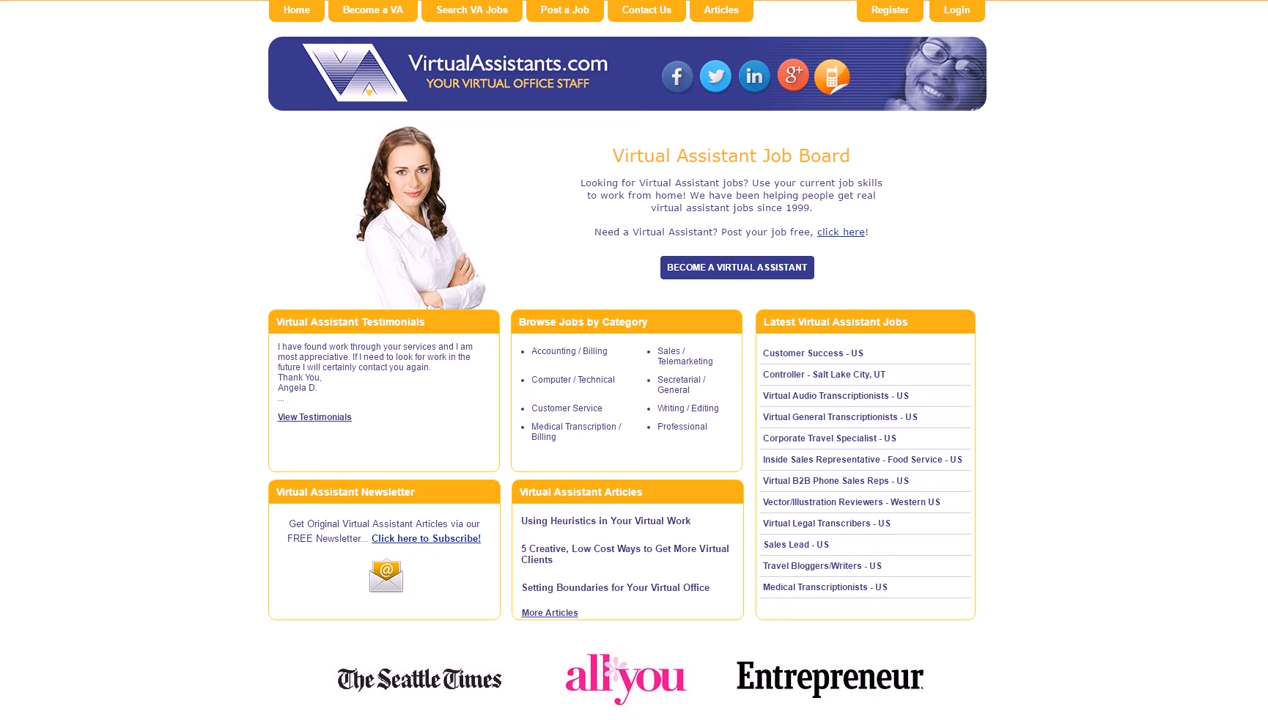 Home
Become a VA
Search VA Jobs
Post a Job
Contact Us
Articles
Register
Login
VirtualAssistants.com
YOUR VIRTUAL OFFICE STAFF
Virtual Assistant Job Board
Looking for Virtual Assistant jobs? Use your current job skills
to work from home! We have been helping people get real
virtual assistant jobs since 1999.
Need a Virtual Assistant? Post your job free, click here!
BECOME A VIRTUAL ASSISTANT
Virtual Assistant Testimonials
I have found work through your services and I am
most appreciative. If I need to look for work in the
future I will certainly contact you again.
Thank You,
Angela D.
...
View Testimonials
Browse Jobs by Category
Accounting / Billing
Computer / Technical
Customer Service
Medical Transcription /
Billing
Sales /
Telemarketing
Secretarial /
General
Writing / Editing
Professional
Latest Virtual Assistant Jobs
Customer Success - US
Controller - Salt Lake City, UT
Virtual Audio Transcriptionists - US
Virtual General Transcriptionists - US
Corporate Travel Specialist - US
Inside Sales Representative - Food Service - US
Virtual B2B Phone Sales Reps - US
Vector/Illustration Reviewers - Western US
Virtual Legal Transcribers - US
Sales Lead - US
Travel Bloggers/Writers - US
Medical Transcriptionists - US
Virtual Assistant Newsletter
Get Original Virtual Assistant Articles via our
FREE Newsletter... Click here to Subscribe!
Virtual Assistant Articles
Using Heuristics in Your Virtual Work
5 Creative, Low Cost Ways to Get More Virtual
Clients
Setting Boundaries for Your Virtual Office
More Articles
The Seattle Times
all you
Entrepreneur